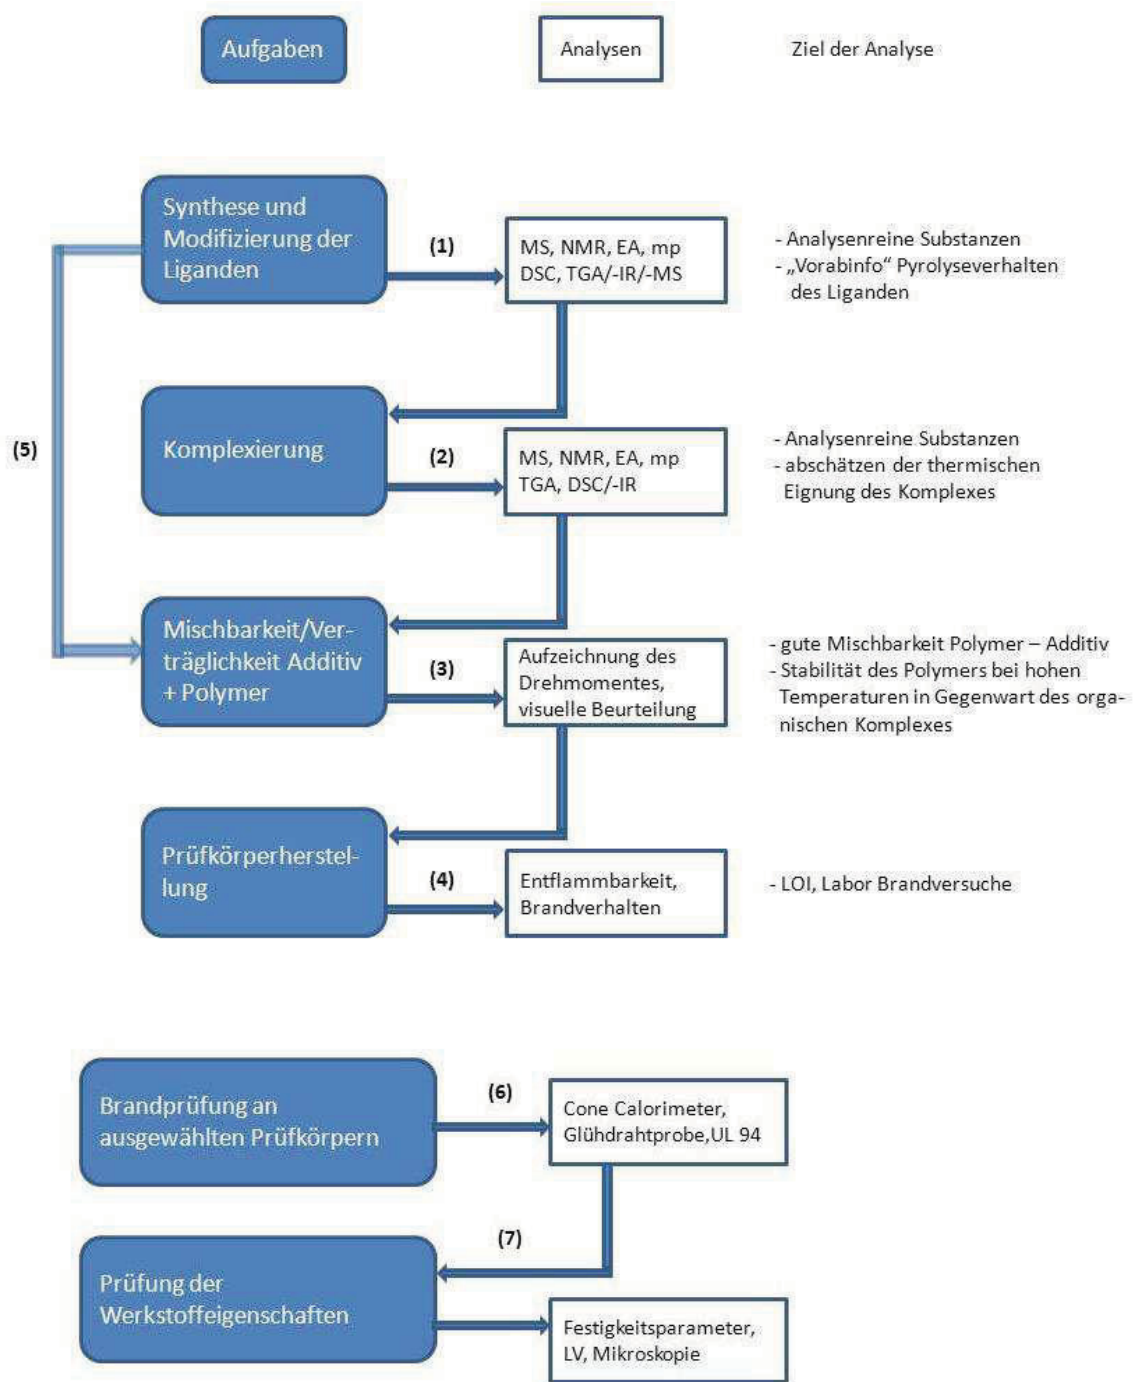 Aufgaben
Analysen
Ziel der Analyse
Synthese und
Modifizierung der
Liganden
(1)
MS, NMR, EA, mp
DSC, TGA/-IR/-MS
- Analysenreine Substanzen
- „Vorabinfo“ Pyrolyseverhalten
des Liganden
(5)
Komplexierung
(2)
MS, NMR, EA, mp
TGA, DSC/-IR
- Analysenreine Substanzen
- abschätzen der thermischen
Eignung des Komplexes
Mischbarkeit/Ver-
träglichkeit Additiv
+ Polymer
(3)
Aufzeichnung des
Drehmomentes,
visuelle Beurteilung
- gute Mischbarkeit Polymer – Additiv
- Stabilität des Polymers bei hohen
Temperaturen in Gegenwart des orga-
nischen Komplexes
Prüfkörperherstel-
lung
(4)
Entflammbarkeit,
Brandverhalten
- LOI, Labor Brandversuche
Brandprüfung an
ausgewählten Prüfkörpern
(6)
Cone Calorimeter,
Glühdrahtprobe,UL 94
(7)
Prüfung der
Werkstoffeigenschaften
Festigkeitsparameter,
LV, Mikroskopie